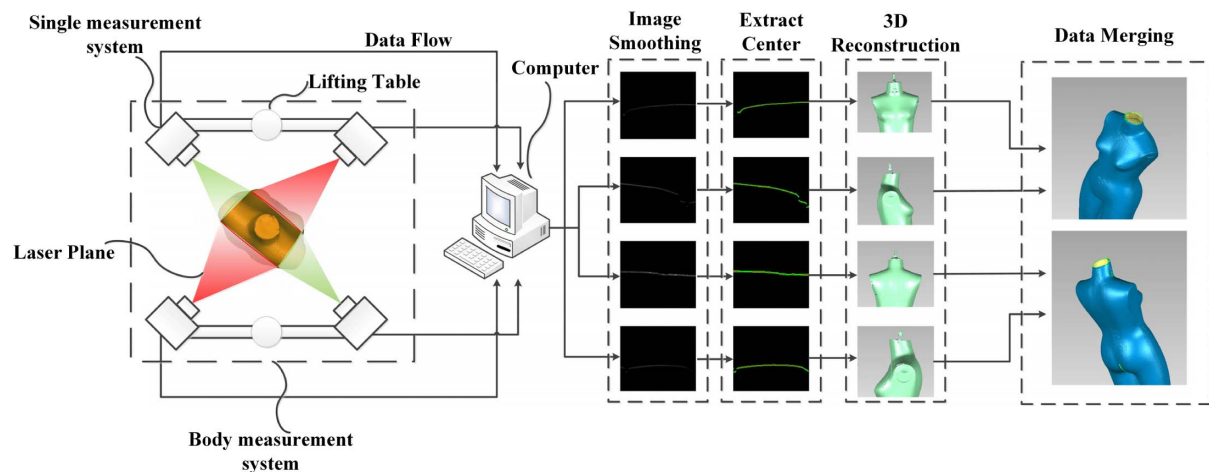 Single measurement
system
Data Flow
Lifting Table
Computer
Laser Plane
Body measurement
system
Image
Smoothing
Extract
Center
3D
Reconstruction
Data Merging